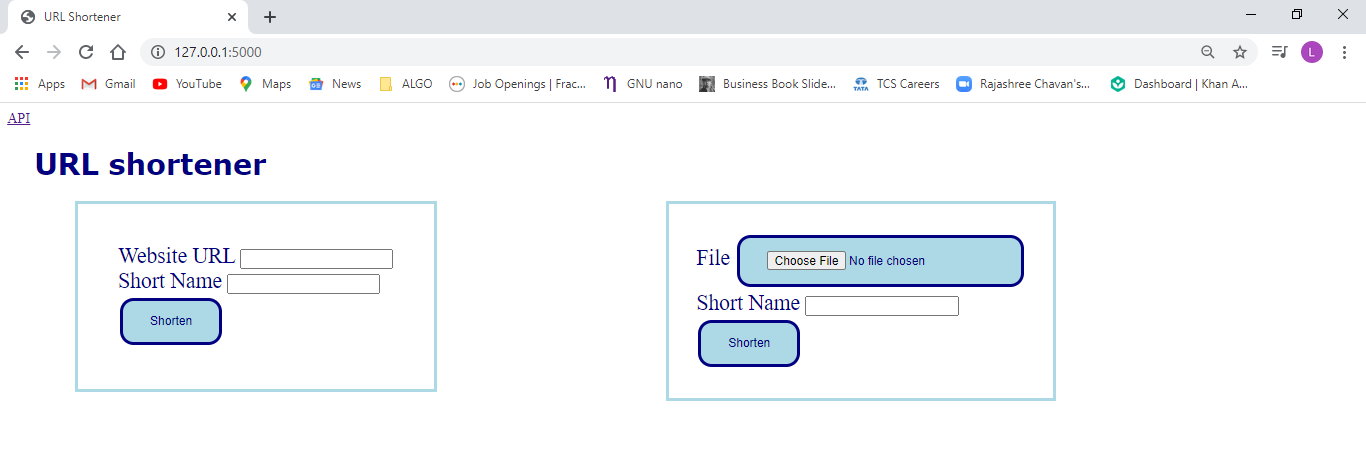 URL Shortener
127.0.0.1:5000
Apps Gmail YouTube Maps News ALGO Job Openings | Frac... GNU nano Business Book Slide... TCS Careers Rajashree Chavan's... Dashboard | Khan A...
L
API
URL shortener
Website URL
Short Name
Shorten
File Choose File No file chosen
Short Name
Shorten